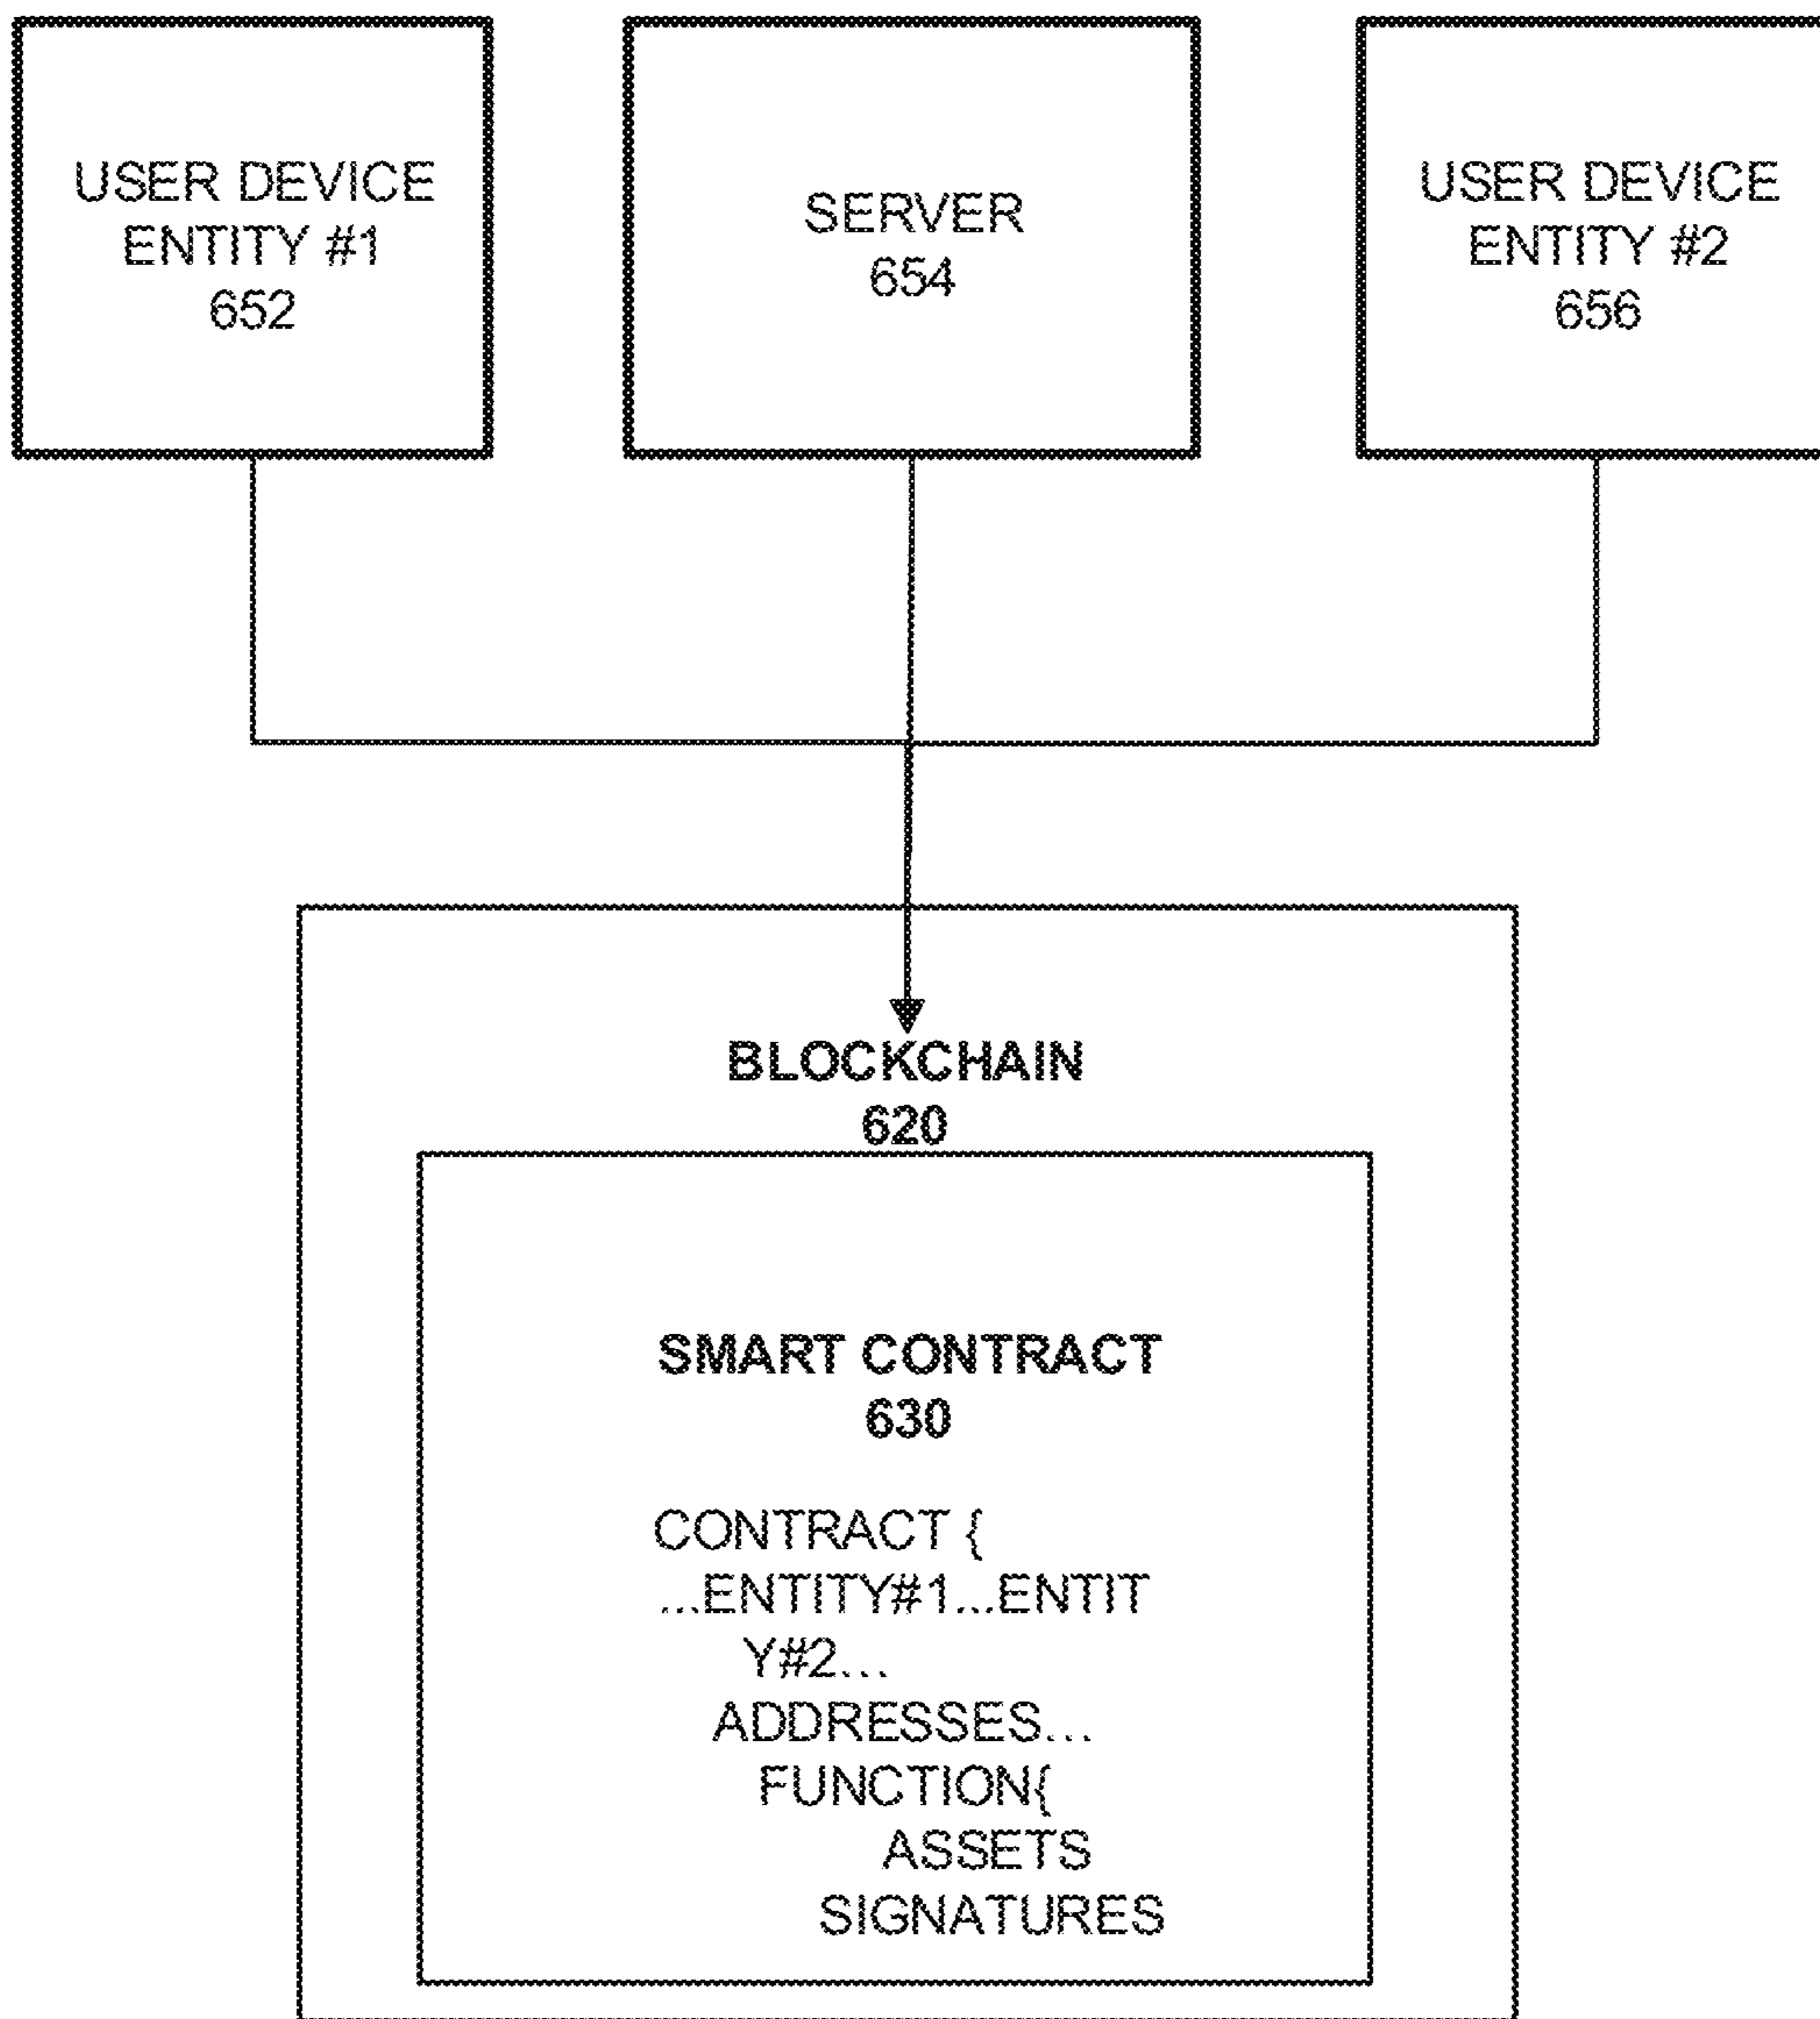 USER DEVICE
ENTITY #1
652
SERVER
654
USER DEVICE
ENTITY #2
656
BLOCKCHAIN
620
SMART CONTRACT
630
CONTRACT {
...ENTITY#1...ENTIT
Y#2...
ADDRESSES...
FUNCTION{
ASSETS
SIGNATURES